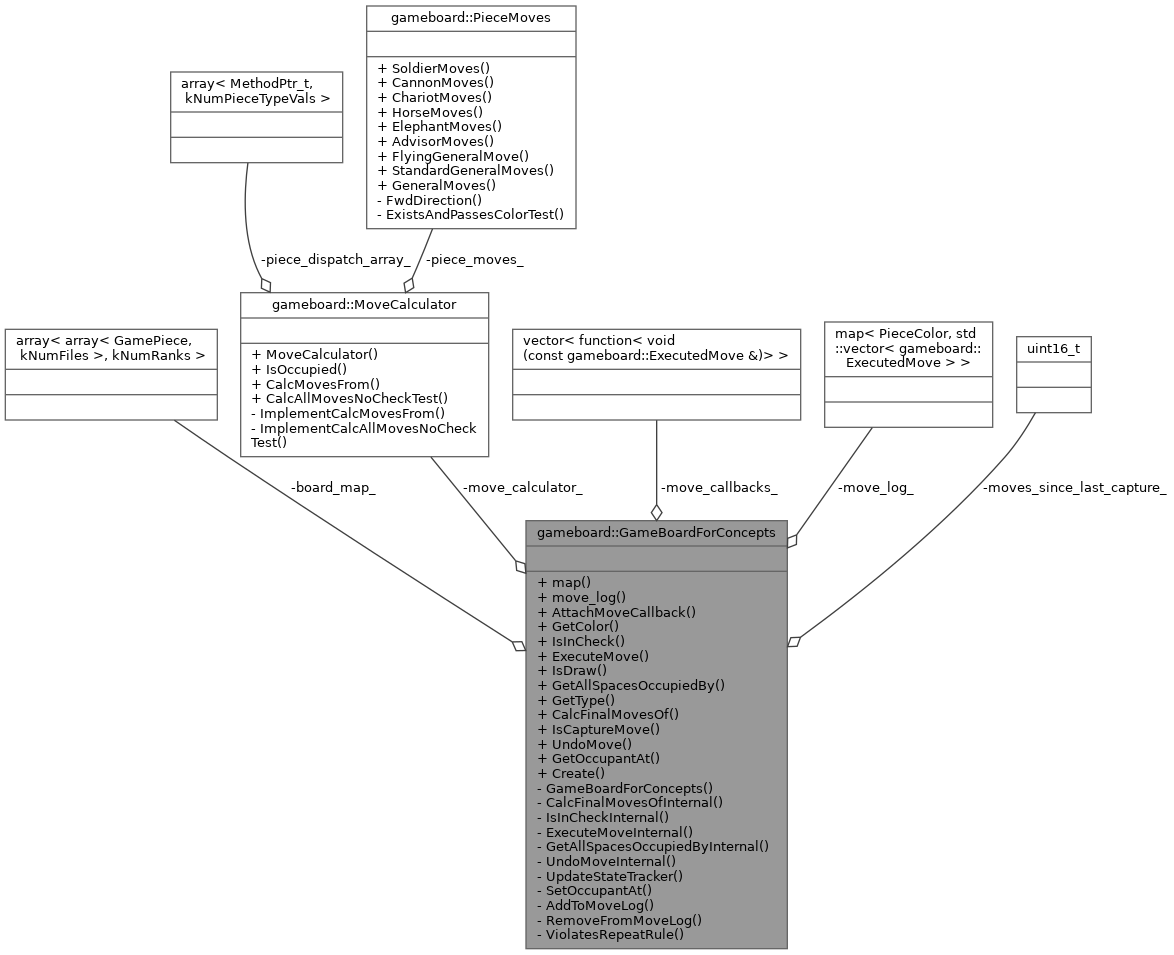 gameboard::PieceMoves
+ SoldierMoves()
+ CannonMoves()
+ ChariotMoves()
+ HorseMoves()
+ ElephantMoves()
+ AdvisorMoves()
+ FlyingGeneralMove()
+ StandardGeneralMoves()
+ GeneralMoves()
- FwdDirection()
- ExistsAndPassesColorTest()
array< MethodPtr_t,
kNumPieceTypeVals >
-piece_dispatch_array_
-piece_moves_
gameboard::MoveCalculator
+ MoveCalculator()
+ IsOccupied()
+ CalcMovesFrom()
+ CalcAllMovesNoCheckTest()
- ImplementCalcMovesFrom()
- ImplementCalcAllMovesNoCheck
Test()
array< array< GamePiece,
kNumFiles >, kNumRanks >
vector< function< void
(const gameboard::ExecutedMove &)> >
map< PieceColor, std
::vector< gameboard::
ExecutedMove > >
uint16_t
-board_map_
-move_calculator_
-move_callbacks_
-move_log_
-moves_since_last_capture_
gameboard::GameBoardForConcepts
+ map()
+ move_log()
+ AttachMoveCallback()
+ GetColor()
+ IsInCheck()
+ ExecuteMove()
+ IsDraw()
+ GetAllSpacesOccupiedBy()
+ GetType()
+ CalcFinalMovesOf()
+ IsCaptureMove()
+ UndoMove()
+ GetOccupantAt()
+ Create()
- GameBoardForConcepts()
- CalcFinalMovesOfInternal()
- IsInCheckInternal()
- ExecuteMoveInternal()
- GetAllSpacesOccupiedByInternal()
- UndoMoveInternal()
- UpdateStateTracker()
- SetOccupantAt()
- AddToMoveLog()
- RemoveFromMoveLog()
- ViolatesRepeatRule()